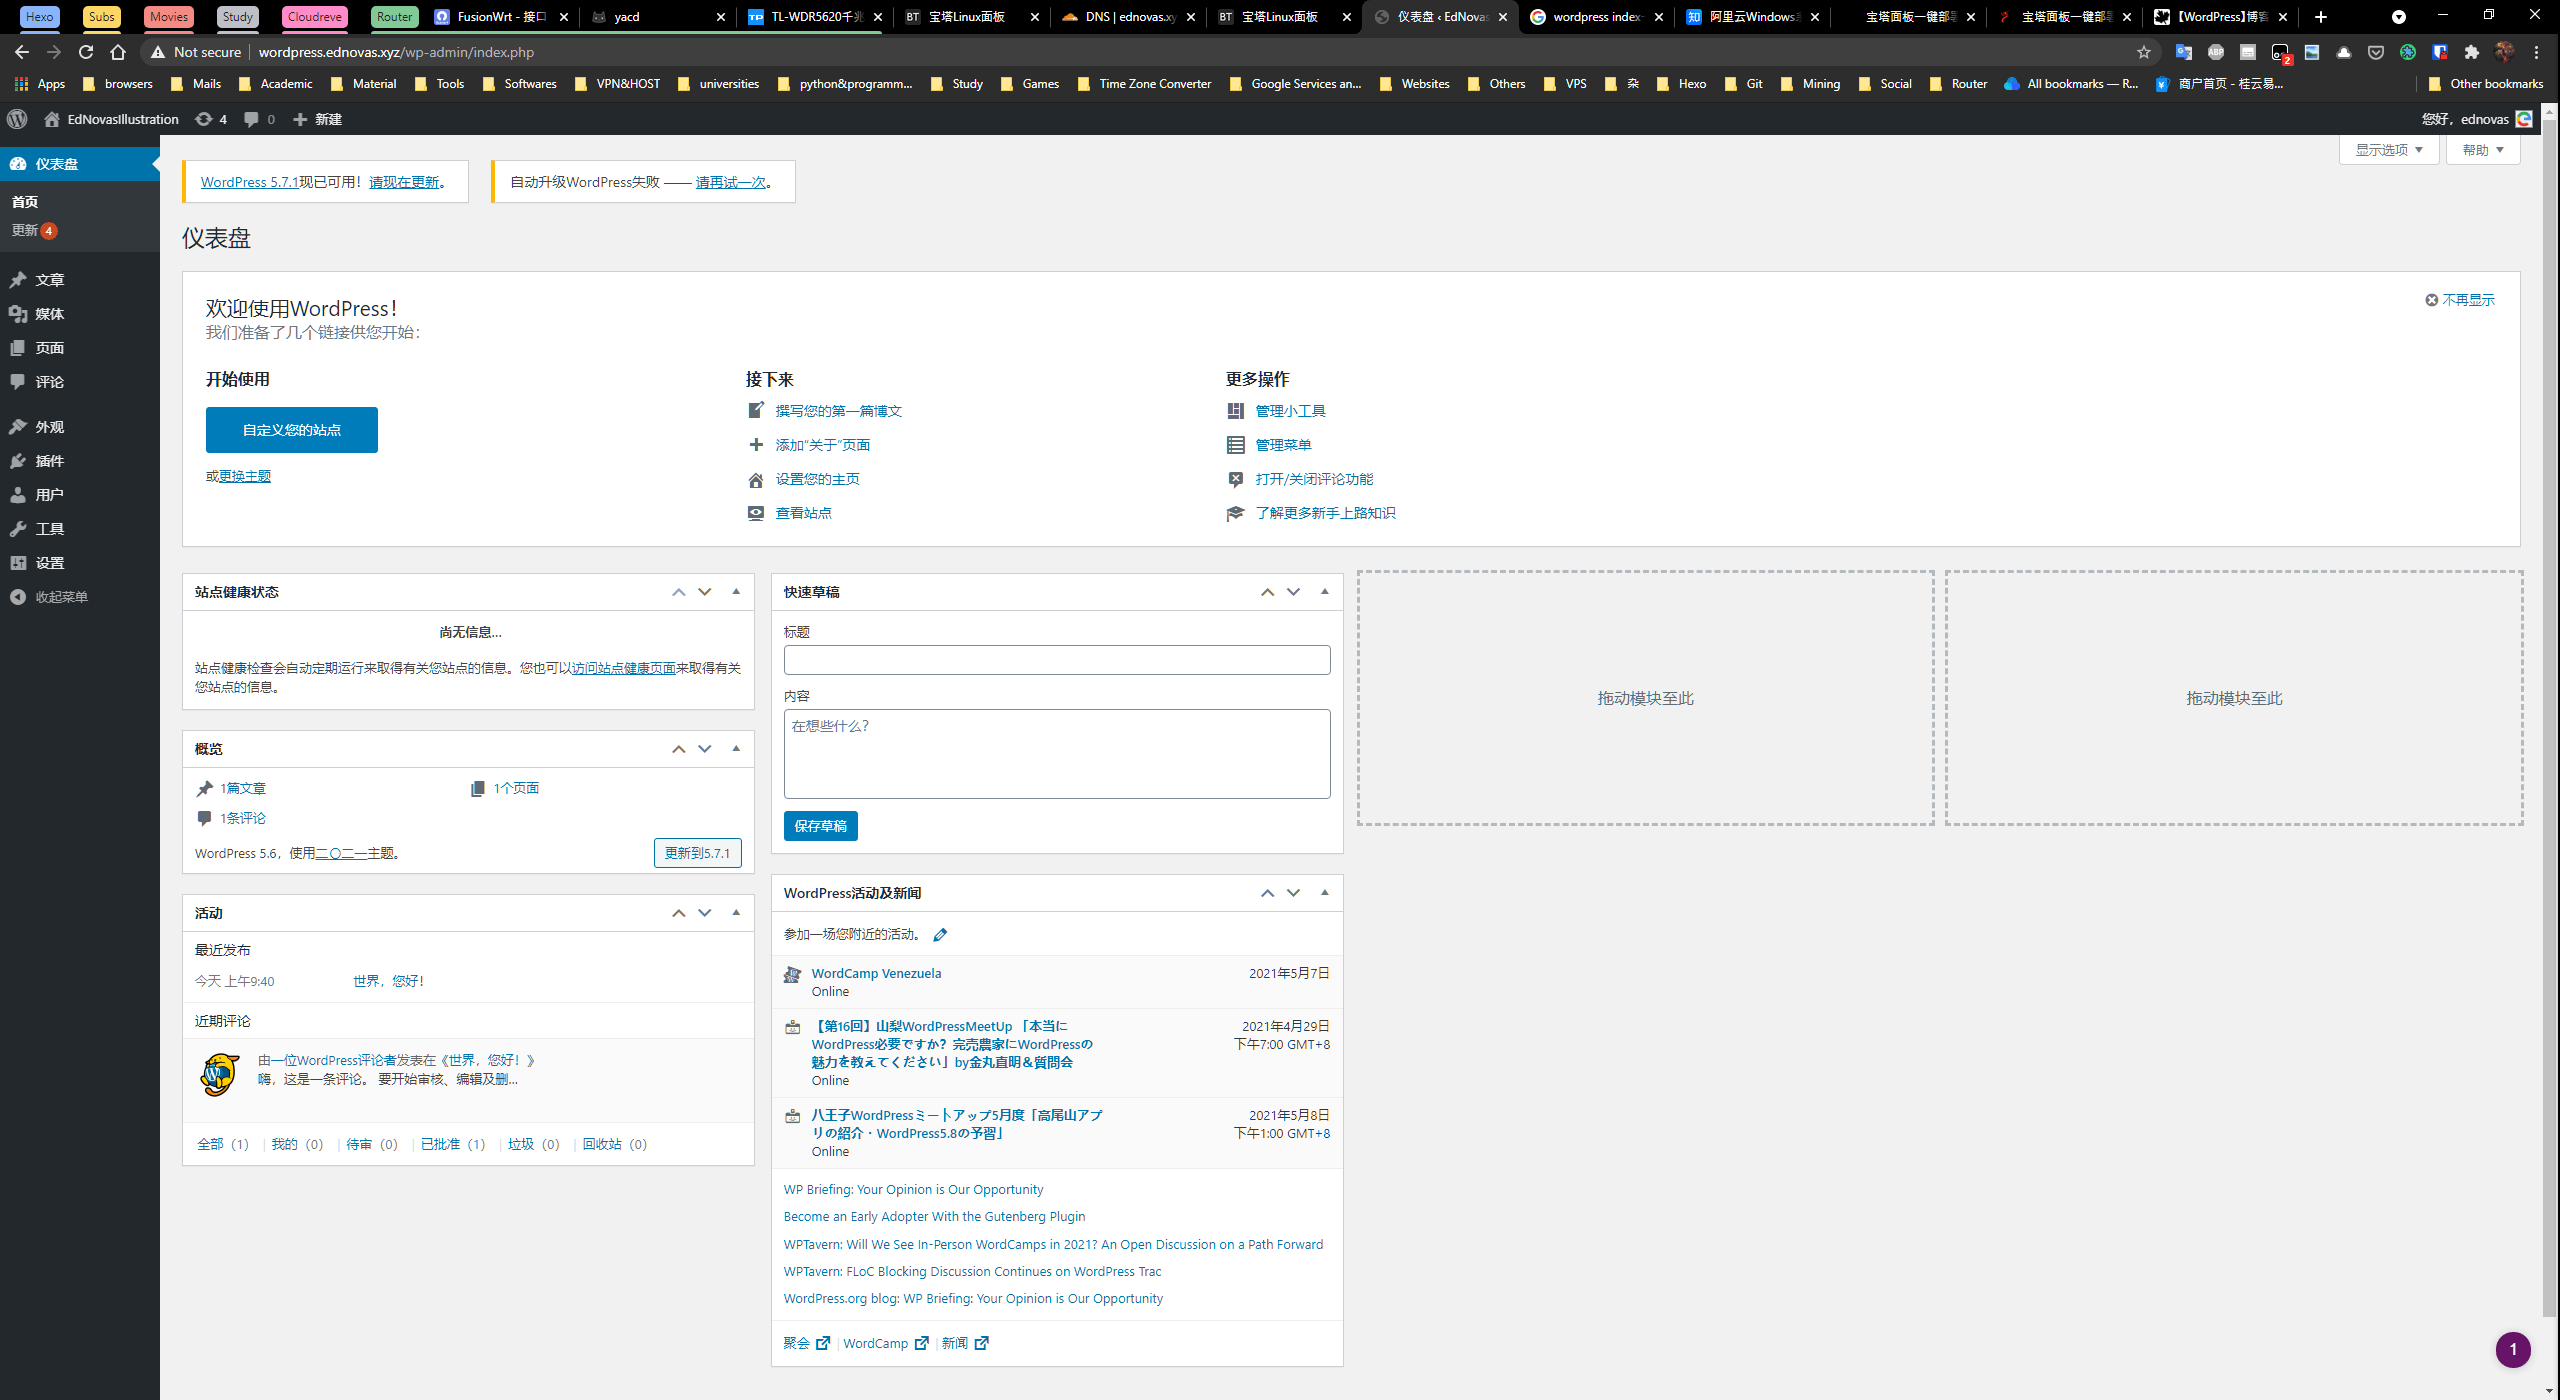 Hexo
Subs
Movies
Study
Cloudreve
Router
FusionWrt - 接口
yacd
TL-WDR5620千兆
宝塔Linux面板
DNS | ednovas.xy
宝塔Linux面板
仪表盘 ‹ EdNovas
wordpress index
阿里云Windows
宝塔面板一键部署
宝塔面板一键部署
【WordPress】博客
Not secure
wordpress.ednovas.xyz/wp-admin/index.php
2
Apps
browsers
Mails
Academic
Material
Tools
Softwares
VPN&HOST
universities
python&programm...
Study
Games
Time Zone Converter
Google Services an...
Websites
Others
VPS
杂
Hexo
Git
Mining
Social
Router
All bookmarks — R...
商户首页 - 桂云易...
Other bookmarks
EdNovasIllustration
4
0
新建
您好，ednovas
仪表盘
首页
更新 4
文章
媒体
页面
评论
外观
插件
用户
工具
设置
收起菜单
显示选项
帮助
WordPress 5.7.1现已可用！请现在更新。
自动升级WordPress失败 —— 请再试一次。
仪表盘
欢迎使用WordPress！
我们准备了几个链接供您开始：
不再显示
开始使用
自定义您的站点
或更换主题
接下来
撰写您的第一篇博文
添加“关于”页面
设置您的主页
查看站点
更多操作
管理小工具
管理菜单
打开/关闭评论功能
了解更多新手上路知识
站点健康状态
尚无信息…
站点健康检查会自动定期运行来取得有关您站点的信息。您也可以访问站点健康页面来取得有关
您站点的信息。
概览
1篇文章
1个页面
1条评论
WordPress 5.6，使用二〇二一主题。
更新到5.7.1
活动
最近发布
今天 上午9:40
世界，您好！
近期评论
由一位WordPress评论者发表在《世界，您好！》
嗨，这是一条评论。 要开始审核、编辑及删…
全部（1） | 我的（0） | 待审（0） | 已批准（1） | 垃圾（0） | 回收站（0）
快速草稿
标题
内容
在想些什么？
保存草稿
WordPress活动及新闻
参加一场您附近的活动。
WordCamp Venezuela
Online
2021年5月7日
【第16回】山梨WordPressMeetUp 「本当に
WordPress必要ですか？完売農家にWordPressの
魅力を教えてください」by金丸直明＆質問会
Online
2021年4月29日
下午7:00 GMT+8
八王子WordPressミートアップ5月度「高尾山アプ
リの紹介・WordPress5.8の予習」
Online
2021年5月8日
下午1:00 GMT+8
WP Briefing: Your Opinion is Our Opportunity
Become an Early Adopter With the Gutenberg Plugin
WPTavern: Will We See In-Person WordCamps in 2021? An Open Discussion on a Path Forward
WPTavern: FLoC Blocking Discussion Continues on WordPress Trac
WordPress.org blog: WP Briefing: Your Opinion is Our Opportunity
聚会 | WordCamp | 新闻
拖动模块至此
拖动模块至此
1